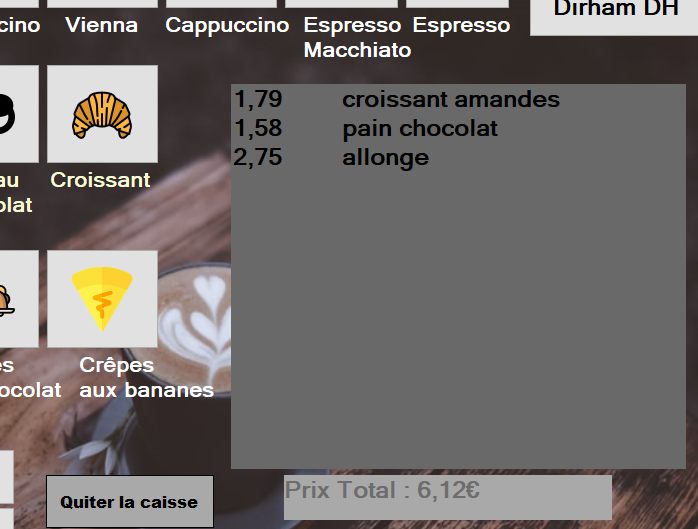 Dirham DH
cino Vienna Cappuccino Espresso Espresso
Macchiato
1,79 croissant amandes
1,58 pain chocolat
2,75 allonge
au Croissant
olat
es Crêpes
ocolat aux bananes
Quiter la caisse
Prix Total : 6,12€